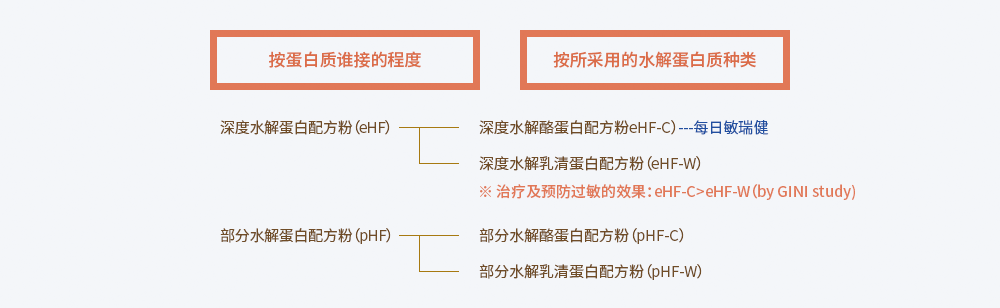 按蛋白质谁接的程度
按所采用的水解蛋白质种类
深度水解蛋白配方粉（eHF）
深度水解酪蛋白配方粉eHF-C）---每日敏瑞健
深度水解乳清蛋白配方粉（eHF-W）
※ 治疗及预防过敏的效果：eHF-C>eHF-W（by GINI study）
部分水解蛋白配方粉（pHF）
部分水解酪蛋白配方粉（pHF-C）
部分水解乳清蛋白配方粉（pHF-W）